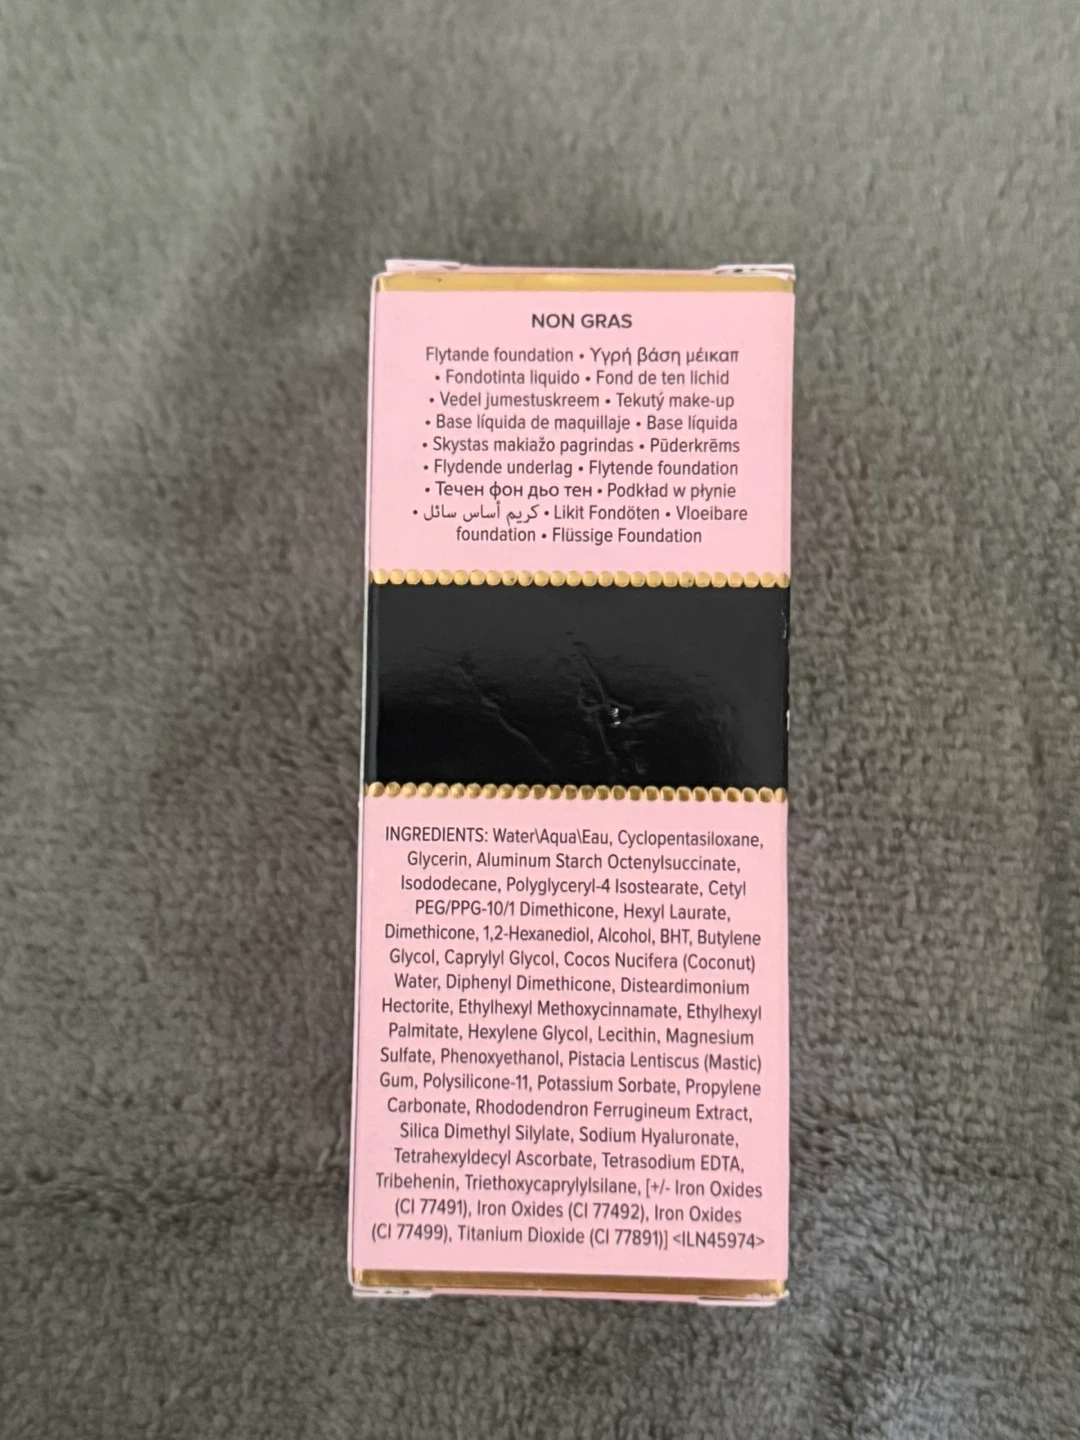 NON GRAS
Flytande foundation • Υγρή βάση μέικαπ
• Fondotinta liquido • Fond de ten lichid
• Vedel jumestuskreem • Tekutý make-up
• Base líquida de maquillaje • Base líquida
• Skystas makiažo pagrindas • Pūderkrēms
• Flydende underlag • Flytende foundation
• Течен фон дьо тен • Podkład w płynie
• كريم أساس سائل • Likit Fondöten • Vloeibare
foundation • Flüssige Foundation
INGREDIENTS: Water\Aqua\Eau, Cyclopentasiloxane,
Glycerin, Aluminum Starch Octenylsuccinate,
Isododecane, Polyglyceryl-4 Isostearate, Cetyl
PEG/PPG-10/1 Dimethicone, Hexyl Laurate,
Dimethicone, 1,2-Hexanediol, Alcohol, BHT, Butylene
Glycol, Caprylyl Glycol, Cocos Nucifera (Coconut)
Water, Diphenyl Dimethicone, Disteardimonium
Hectorite, Ethylhexyl Methoxycinnamate, Ethylhexyl
Palmitate, Hexylene Glycol, Lecithin, Magnesium
Sulfate, Phenoxyethanol, Pistacia Lentiscus (Mastic)
Gum, Polysilicone-11, Potassium Sorbate, Propylene
Carbonate, Rhododendron Ferrugineum Extract,
Silica Dimethyl Silylate, Sodium Hyaluronate,
Tetrahexyldecyl Ascorbate, Tetrasodium EDTA,
Tribehenin, Triethoxycaprylylsilane, [+/- Iron Oxides
(CI 77491), Iron Oxides (CI 77492), Iron Oxides
(CI 77499), Titanium Dioxide (CI 77891)] <ILN45974>